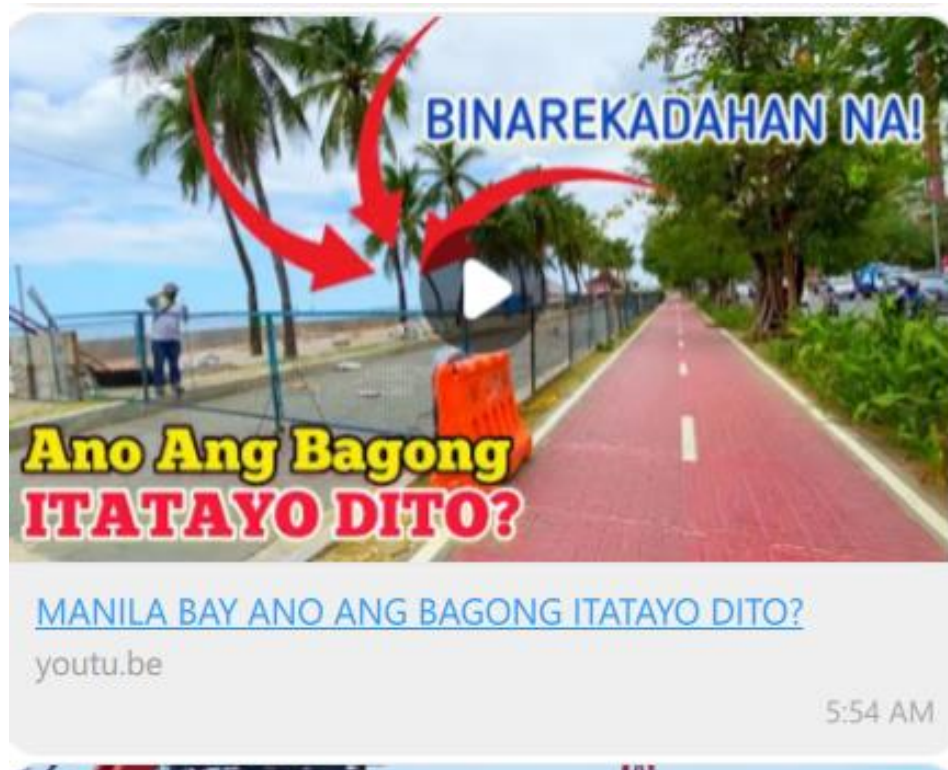 BINAREKADAHAN NA!
Ano Ang Bagong
ITATAYO DITO?
MANILA BAY ANO ANG BAGONG ITATAYO DITO?
youtu.be
5:54 AM